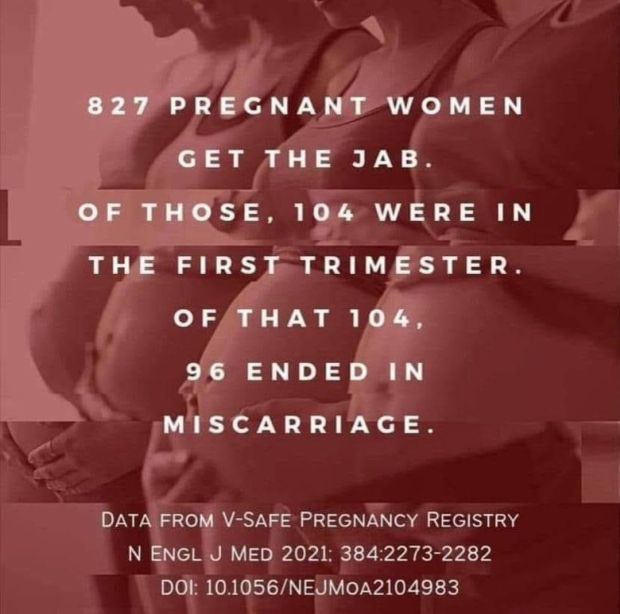 827 PREGNANT WOMEN
GET THE JAB.
OF THOSE, 104 WERE IN
THE FIRST TRIMESTER.
OF THAT 104,
96 ENDED IN
MISCARRIAGE.
DATA FROM V-SAFE PREGNANCY REGISTRY
N ENGL J MED 2021; 384:2273-2282
DOI: 10.1056/NEJMOA2104983